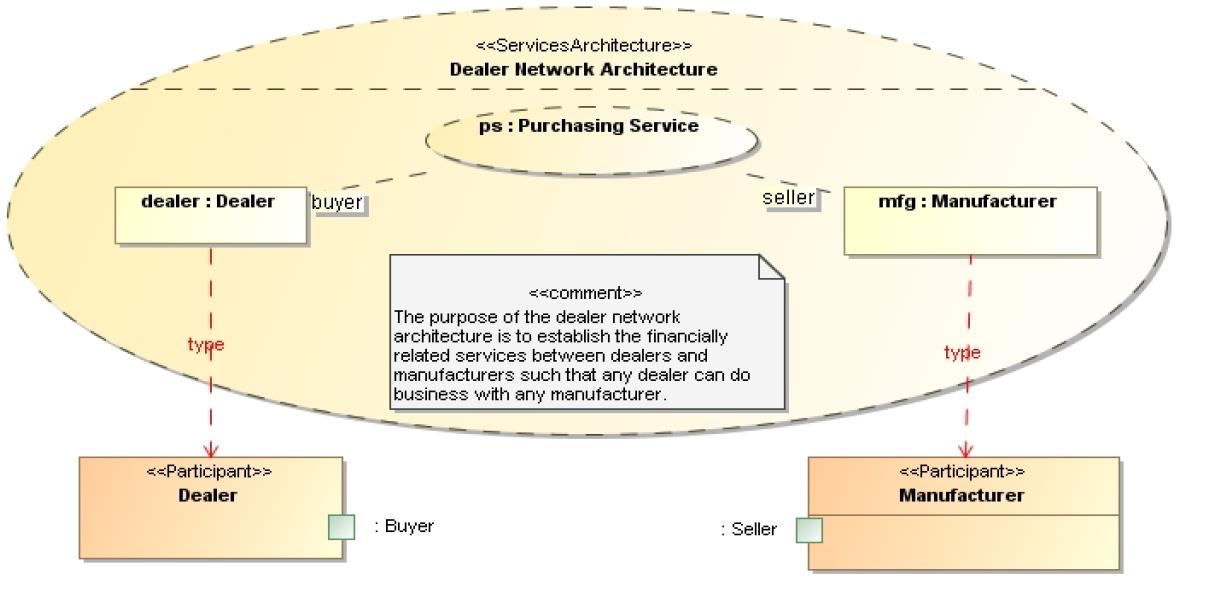 <<ServicesArchitecture>>
Dealer Network Architecture
ps : Purchasing Service
dealer : Dealer
buyer
seller
mfg : Manufacturer
<<comment>>
The purpose of the dealer network
architecture is to establish the financially
related services between dealers and
manufacturers such that any dealer can do
business with any manufacturer.
type
type
<<Participant>>
Dealer
: Buyer
: Seller
<<Participant>>
Manufacturer